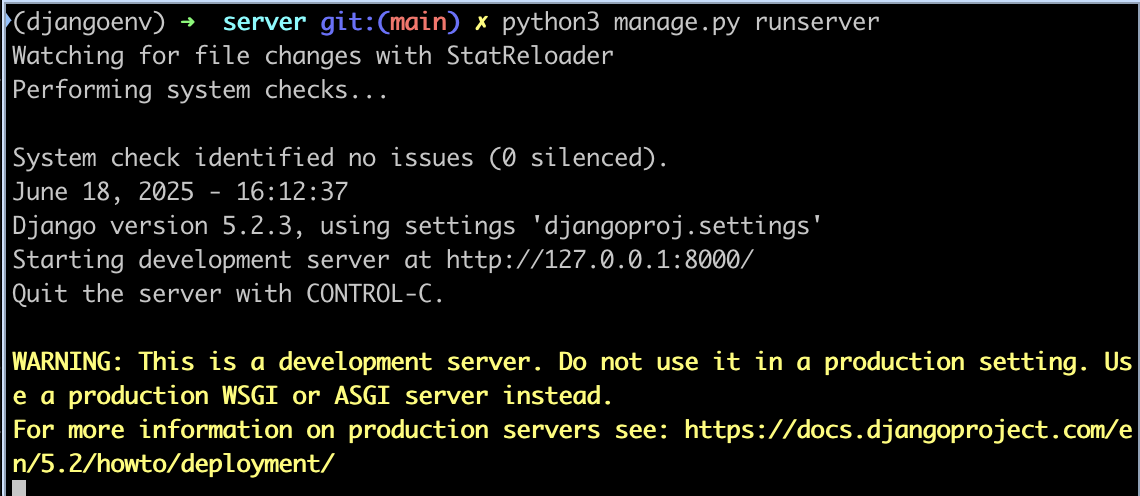 (djangoenv) ➜  server git:(main) ✗ python3 manage.py runserver
Watching for file changes with StatReloader
Performing system checks...
System check identified no issues (0 silenced).
June 18, 2025 - 16:12:37
Django version 5.2.3, using settings 'djangoproj.settings'
Starting development server at http://127.0.0.1:8000/
Quit the server with CONTROL-C.
WARNING: This is a development server. Do not use it in a production setting. Us
e a production WSGI or ASGI server instead.
For more information on production servers see: https://docs.djangoproject.com/e
n/5.2/howto/deployment/